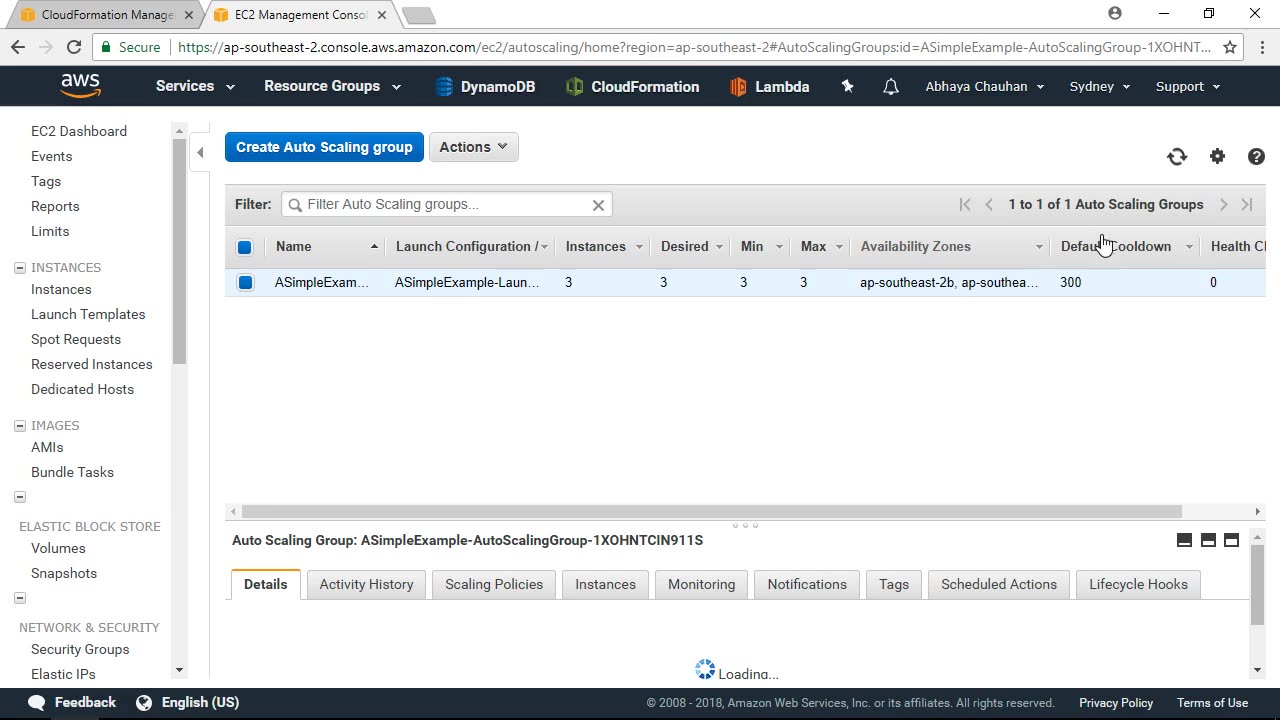 CloudFormation Manage
EC2 Management Consol
Secure
https://ap-southeast-2.console.aws.amazon.com/ec2/autoscaling/home?region=ap-southeast-2#AutoScalingGroups:id=ASimpleExample-AutoScalingGroup-1XOHNT...
aws
Services
Resource Groups
DynamoDB
CloudFormation
Lambda
Abhaya Chauhan
Sydney
Support
EC2 Dashboard
Events
Tags
Reports
Limits
INSTANCES
Instances
Launch Templates
Spot Requests
Reserved Instances
Dedicated Hosts
IMAGES
AMIs
Bundle Tasks
ELASTIC BLOCK STORE
Volumes
Snapshots
NETWORK & SECURITY
Security Groups
Elastic IPs
Create Auto Scaling group
Actions
Filter:
Filter Auto Scaling groups...
1 to 1 of 1 Auto Scaling Groups
Name Launch Configuration / Instances Desired Min Max Availability Zones Default Cooldown Health Cl
ASimpleExam... ASimpleExample-Laun... 3 3 3 3 ap-southeast-2b, ap-southea... 300 0
Auto Scaling Group: ASimpleExample-AutoScalingGroup-1XOHNTCIN911S
Details
Activity History
Scaling Policies
Instances
Monitoring
Notifications
Tags
Scheduled Actions
Lifecycle Hooks
Loading...
Feedback
English (US)
© 2008 - 2018, Amazon Web Services, Inc. or its affiliates. All rights reserved.
Privacy Policy
Terms of Use